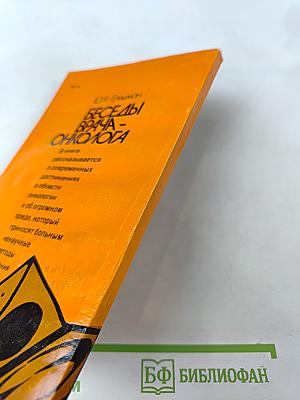 Ю.Я. Грицман
БЕСЕДЫ
ВРАЧА-
ОНКОЛОГА
В книге
рассказывается
о современных
достижениях
в области
онкологии
и об огромном
вреде, который
приносят больным
ненаучные
методы
БФ БИБЛИОФАН